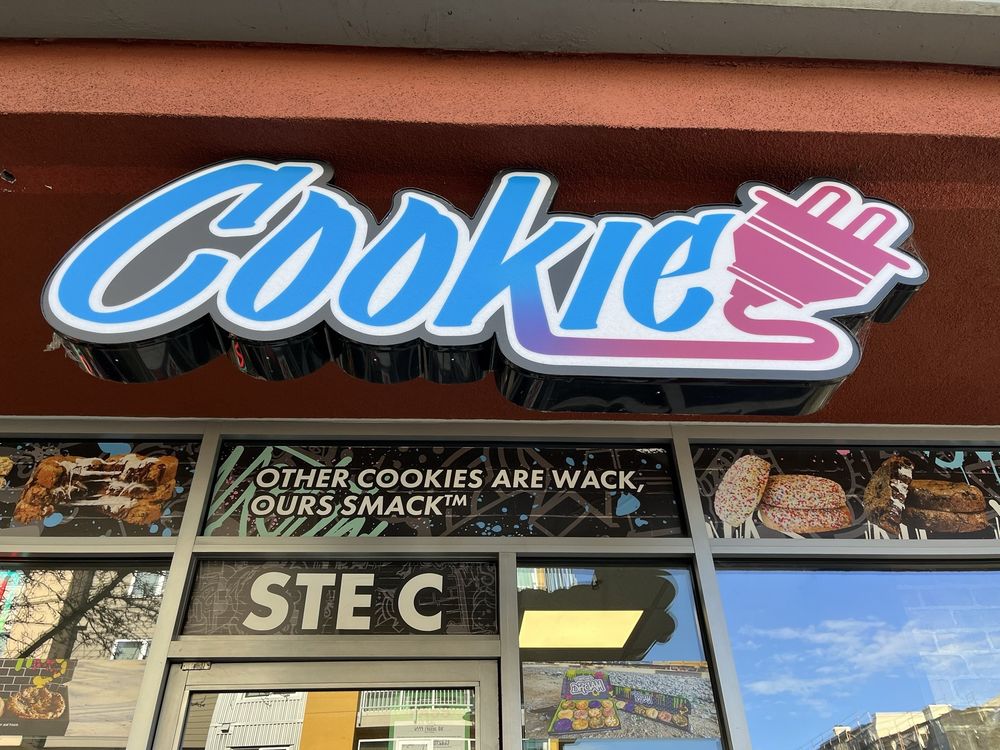 Cookie
OTHER COOKIES ARE WACK,
OURS SMACK™
STE C